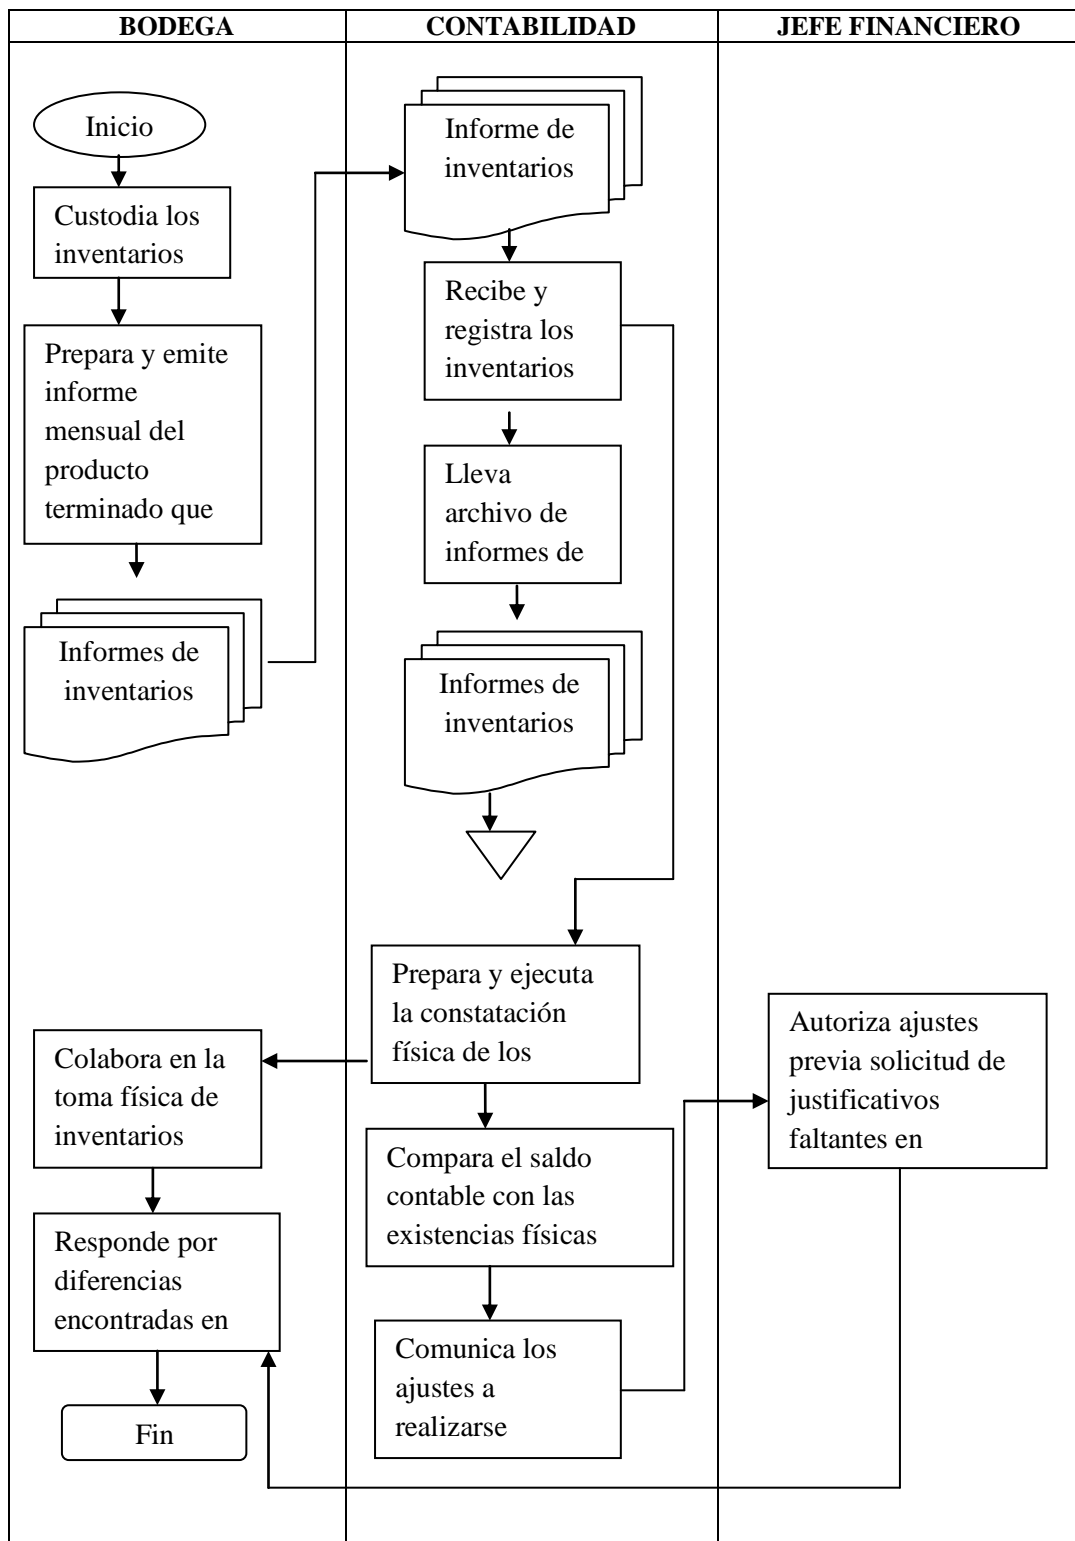 BODEGA
CONTABILIDAD
JEFE FINANCIERO
Inicio
Custodia los
inventarios
Prepara y emite
informe
mensual del
producto
terminado que
Informes de
inventarios
Informe de
inventarios
Recibe y
registra los
inventarios
Lleva
archivo de
informes de
Informes de
inventarios
Prepara y ejecuta
la constatación
física de los
Colabora en la
toma física de
inventarios
Compara el saldo
contable con las
existencias físicas
Comunica los
ajustes a
realizarse
Autoriza ajustes
previa solicitud de
justificativos
faltantes en
Responde por
diferencias
encontradas en
Fin